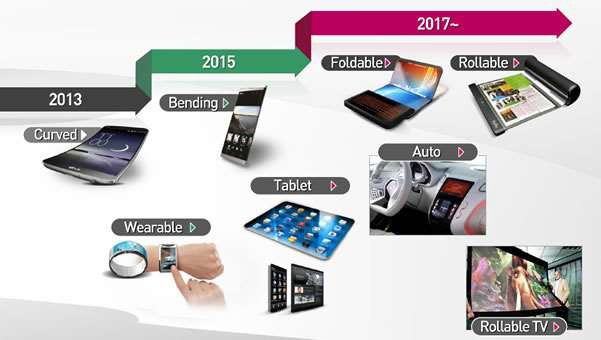 2017~
2015
2013
Foldable
Rollable
Bending
Curved
Auto
Tablet
Wearable
Rollable TV